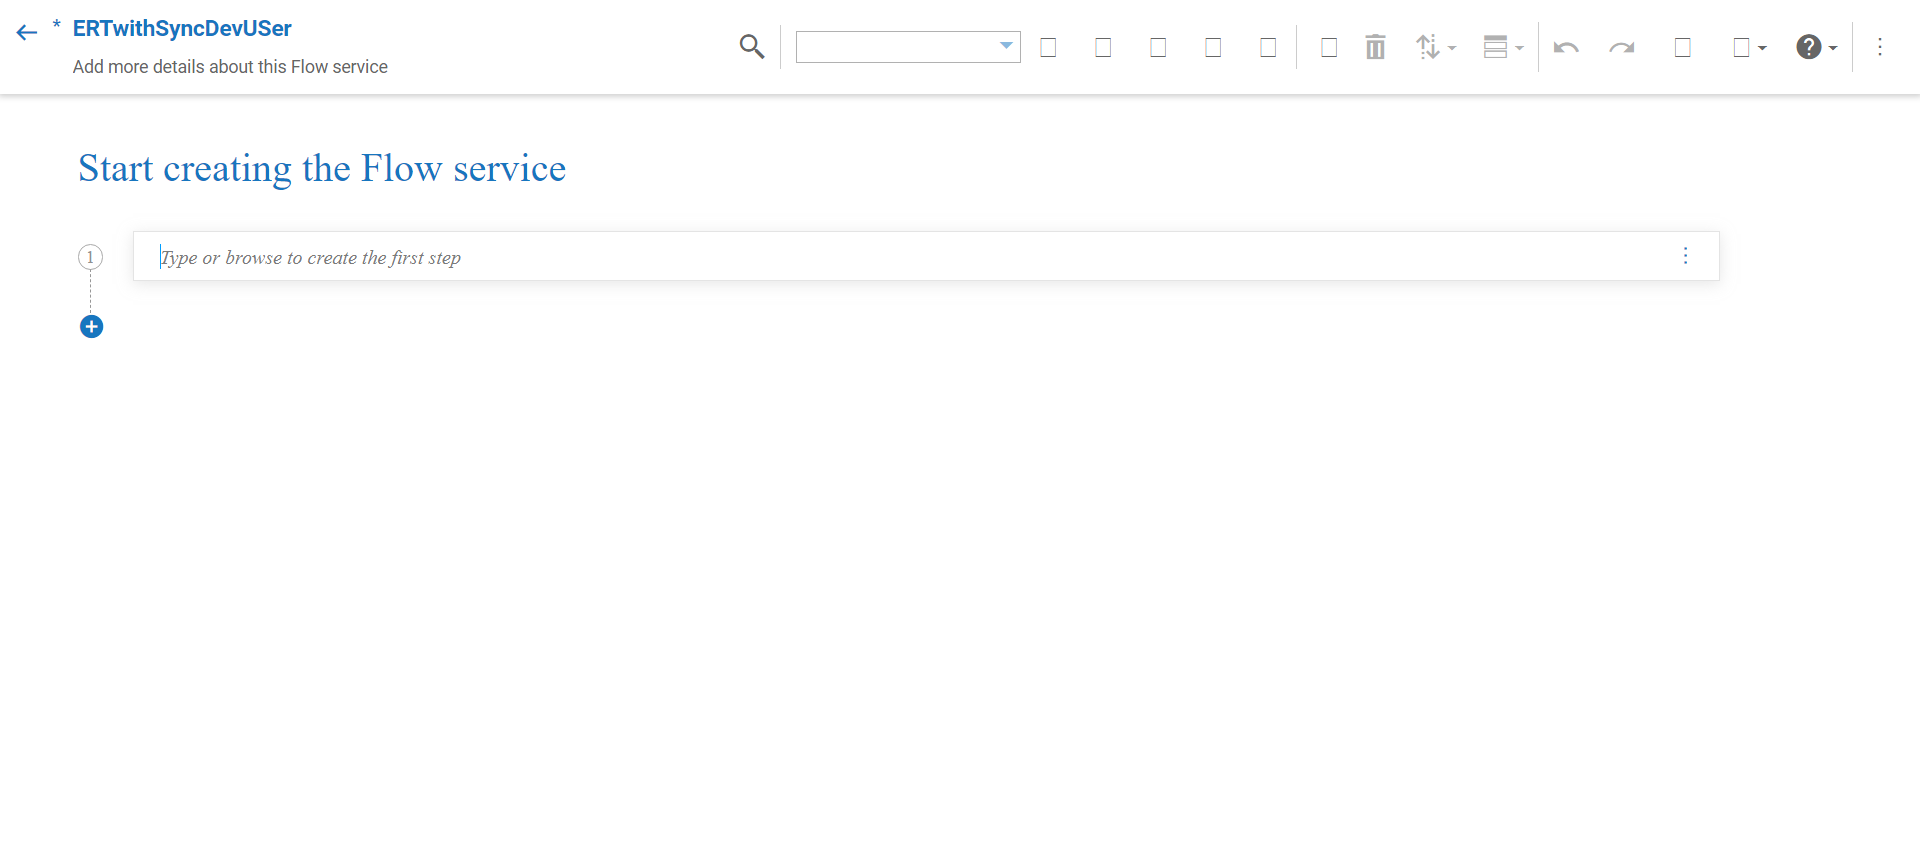 * ERTwithSyncDevUSer
Add more details about this Flow service
Start creating the Flow service
1
Type or browse to create the first step